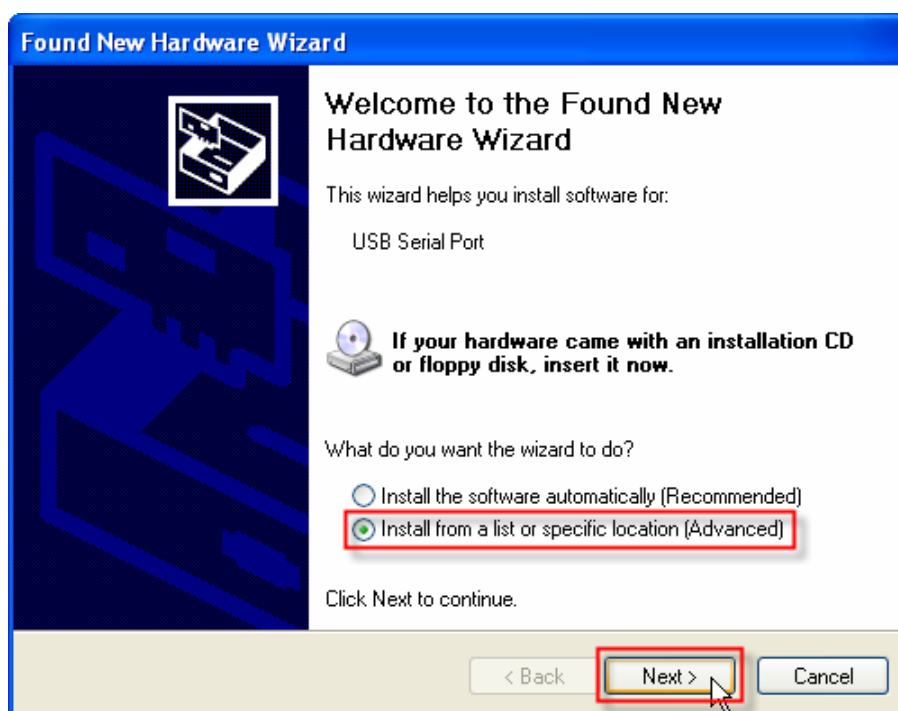 Found New Hardware Wizard
Welcome to the Found New
Hardware Wizard
This wizard helps you install software for:
USB Serial Port
If your hardware came with an installation CD
or floppy disk, insert it now.
What do you want the wizard to do?
Install the software automatically (Recommended)
Install from a list or specific location (Advanced)
Click Next to continue.
< Back Next > Cancel